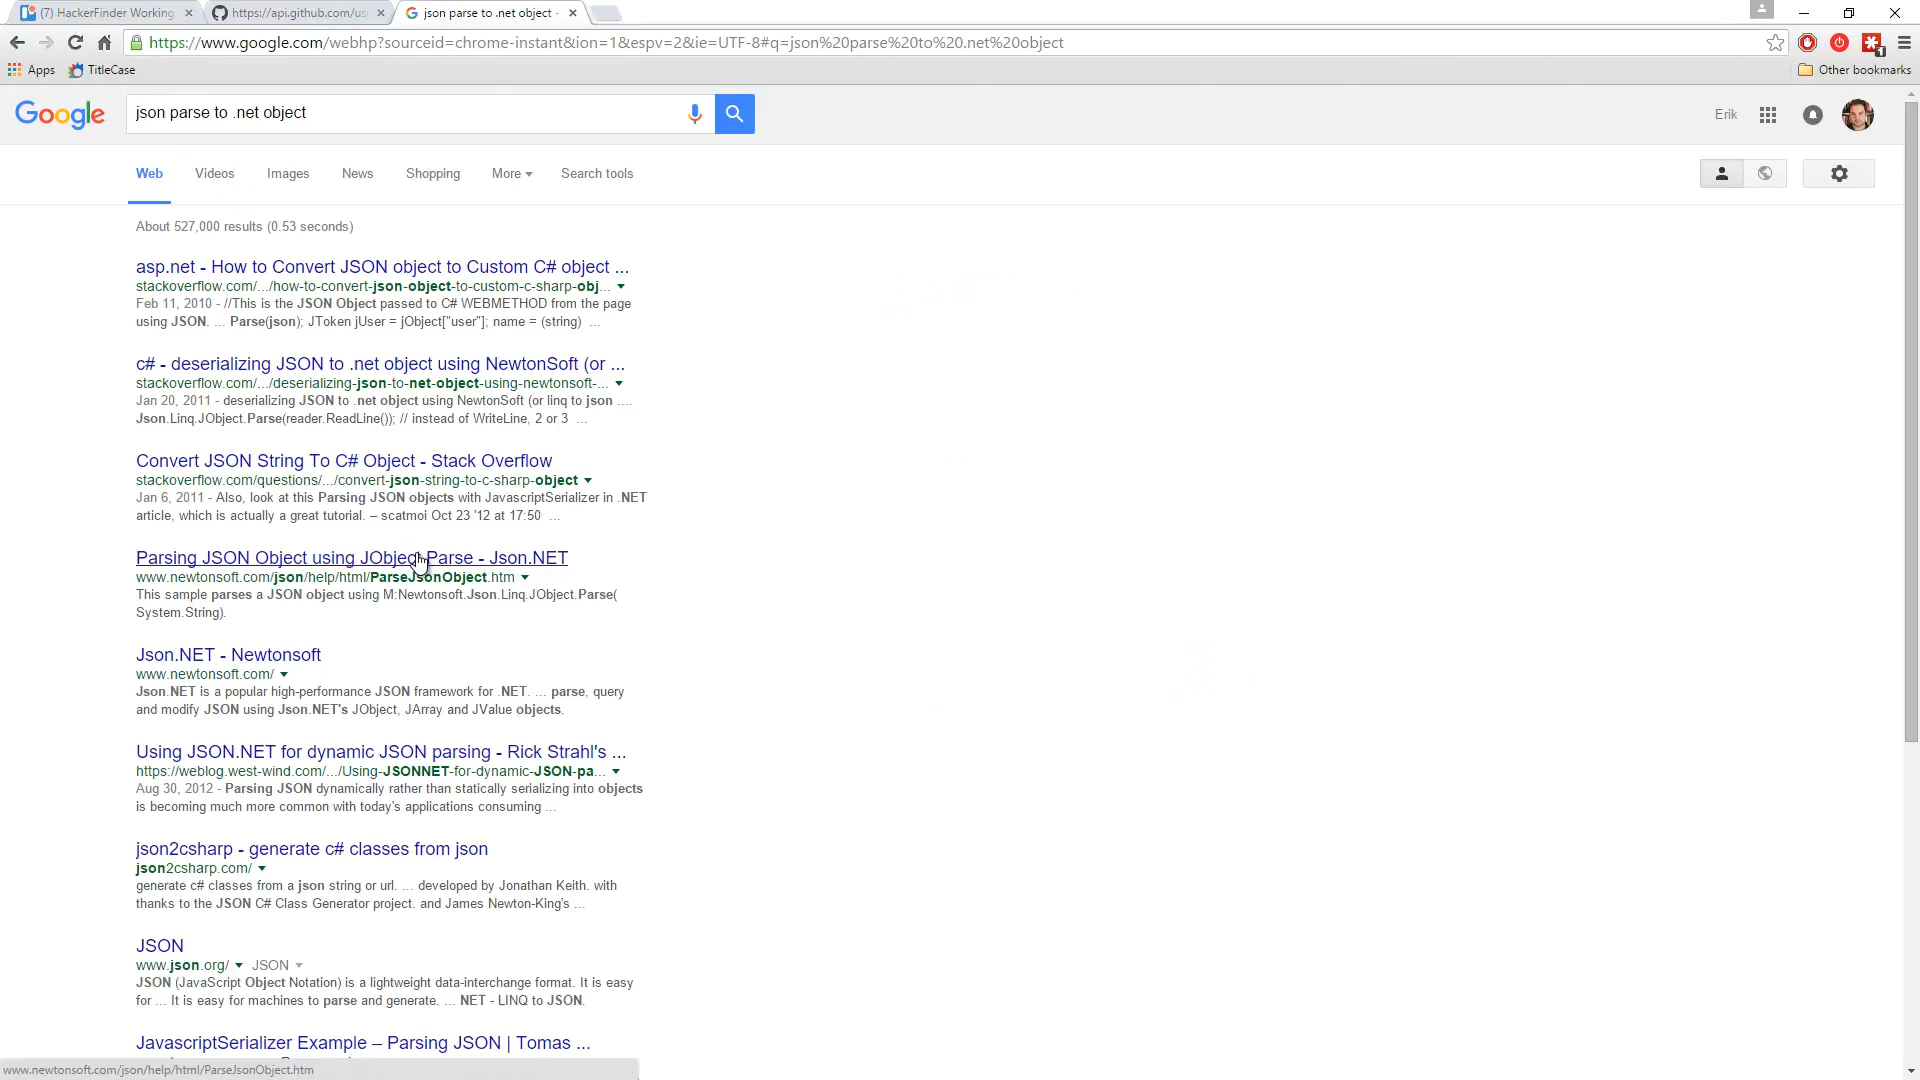 (7) HackerFinder Working
https://api.github.com/us
json parse to .net object -
https://www.google.com/webhp?sourceid=chrome-instant&ion=1&espv=2&ie=UTF-8#q=json%20parse%20to%20.net%20object
1
Apps
TitleCase
Other bookmarks
Google
json parse to .net object
Erik
Web
Videos
Images
News
Shopping
More
Search tools
About 527,000 results (0.53 seconds)
asp.net - How to Convert JSON object to Custom C# object ...
stackoverflow.com/.../how-to-convert-json-object-to-custom-c-sharp-obj...
Feb 11, 2010 - //This is the JSON Object passed to C# WEBMETHOD from the page
using JSON. ... Parse(json); JToken jUser = jObject["user"]; name = (string) ...
c# - deserializing JSON to .net object using NewtonSoft (or ...
stackoverflow.com/.../deserializing-json-to-net-object-using-newtonsoft-...
Jan 20, 2011 - deserializing JSON to .net object using NewtonSoft (or linq to json ....
Json.Linq.JObject.Parse(reader.ReadLine()); // instead of WriteLine, 2 or 3 ...
Convert JSON String To C# Object - Stack Overflow
stackoverflow.com/questions/.../convert-json-string-to-c-sharp-object
Jan 6, 2011 - Also, look at this Parsing JSON objects with JavascriptSerializer in .NET
article, which is actually a great tutorial. – scatmoi Oct 23 '12 at 17:50 ...
Parsing JSON Object using JObject.Parse - Json.NET
www.newtonsoft.com/json/help/html/ParseJsonObject.htm
This sample parses a JSON object using M:Newtonsoft.Json.Linq.JObject.Parse(
System.String).
Json.NET - Newtonsoft
www.newtonsoft.com/
Json.NET is a popular high-performance JSON framework for .NET. ... parse, query
and modify JSON using Json.NET's JObject, JArray and JValue objects.
Using JSON.NET for dynamic JSON parsing - Rick Strahl's ...
https://weblog.west-wind.com/.../Using-JSONNET-for-dynamic-JSON-pa...
Aug 30, 2012 - Parsing JSON dynamically rather than statically serializing into objects
is becoming much more common with today's applications consuming ...
json2csharp - generate c# classes from json
json2csharp.com/
generate c# classes from a json string or url. ... developed by Jonathan Keith. with
thanks to the JSON C# Class Generator project. and James Newton-King's ...
JSON
www.json.org/ JSON
JSON (JavaScript Object Notation) is a lightweight data-interchange format. It is easy
for ... It is easy for machines to parse and generate. ... NET - LINQ to JSON.
JavascriptSerializer Example – Parsing JSON | Tomas ...
www.newtonsoft.com/json/help/html/ParseJsonObject.htm